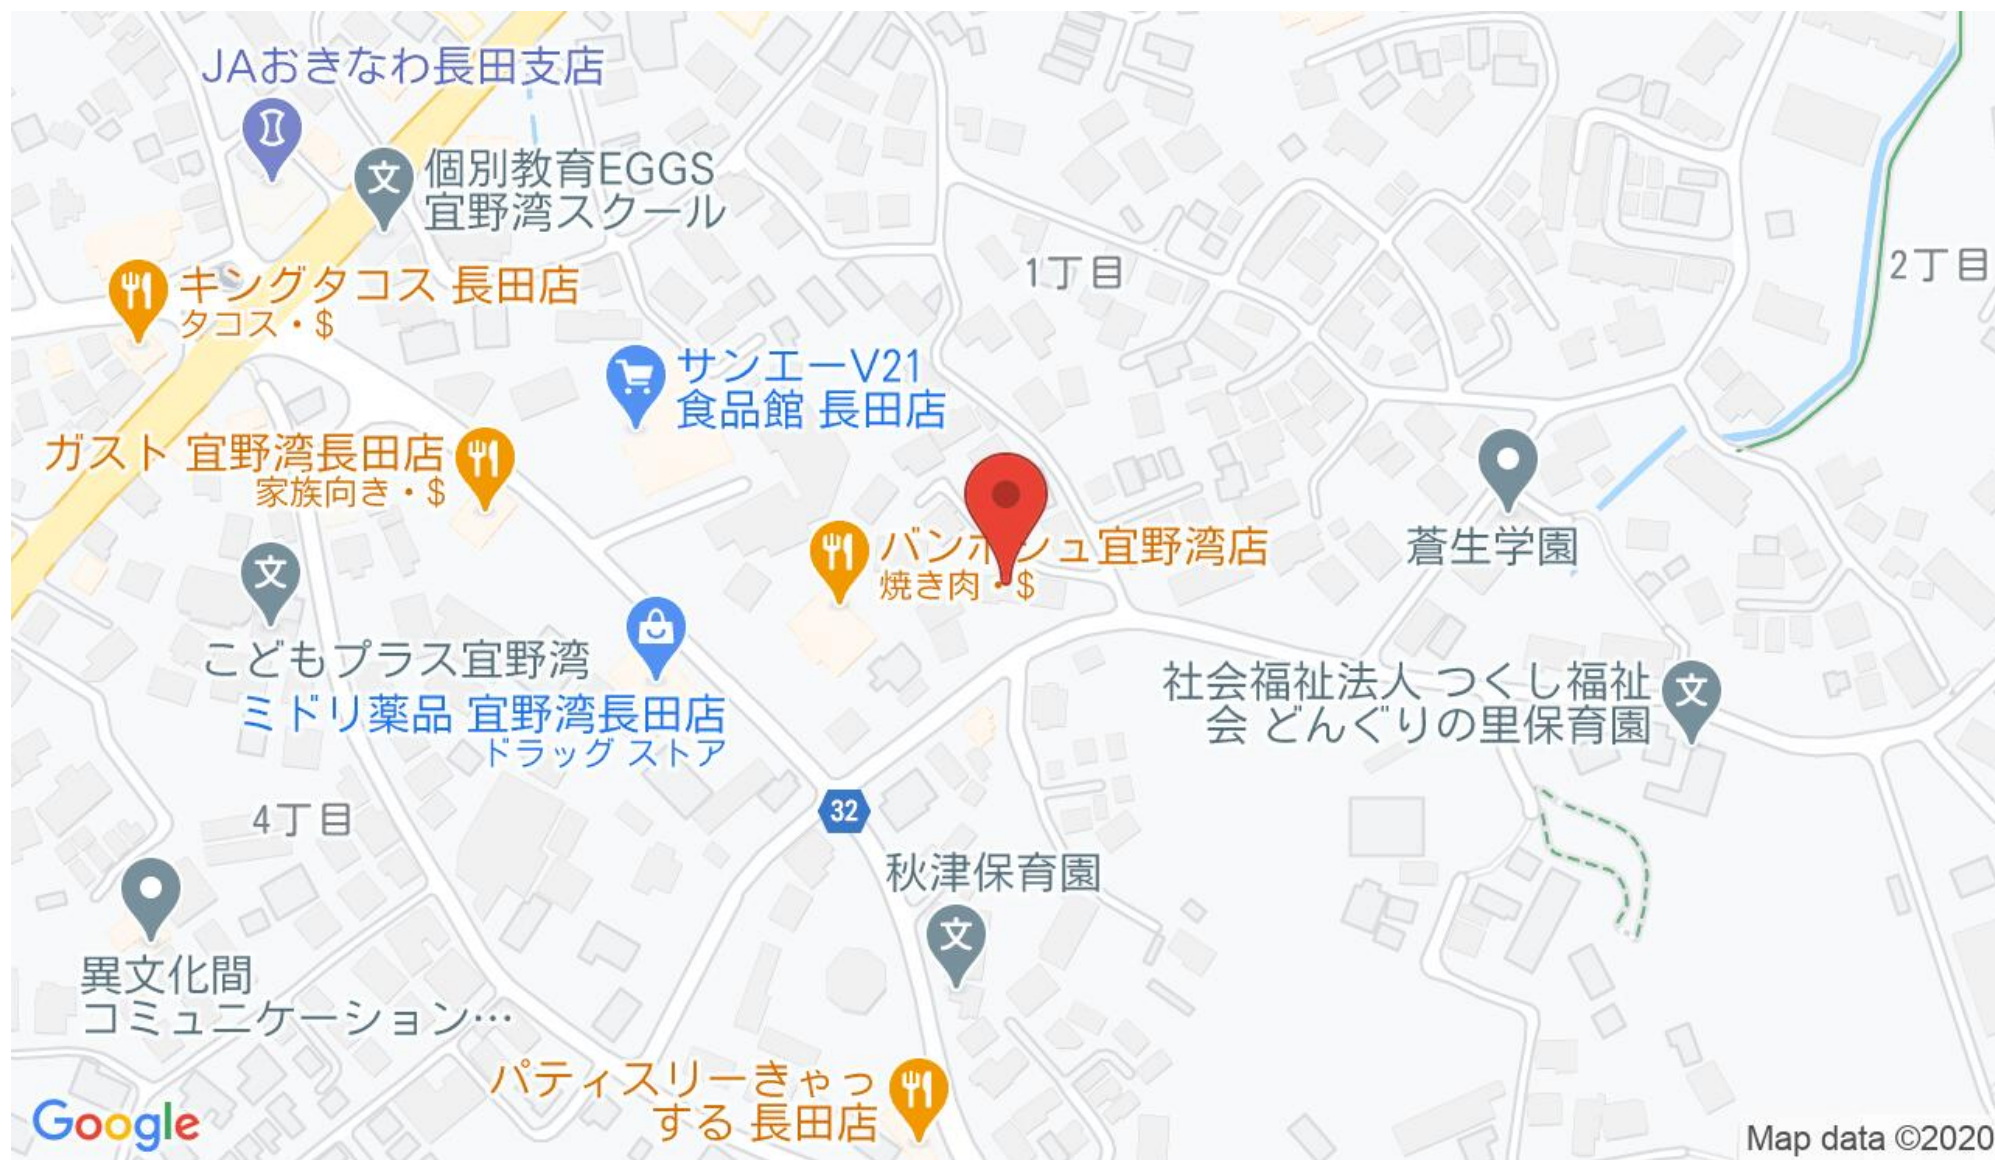 JAおきなわ長田支店
個別教育EGGS
宜野湾スクール
キングタコス 長田店
タコス・$
1丁目
2丁目
サンエーV21
食品館 長田店
ガスト 宜野湾長田店
家族向き・$
バンボシュ宜野湾店
焼き肉・$
蒼生学園
こどもプラス宜野湾
ミドリ薬品 宜野湾長田店
ドラッグ ストア
社会福祉法人 つくし福祉
会 どんぐりの里保育園
4丁目
32
秋津保育園
異文化間
コミュニケーション…
パティスリーきゃっ
する 長田店
Google
Map data ©2020